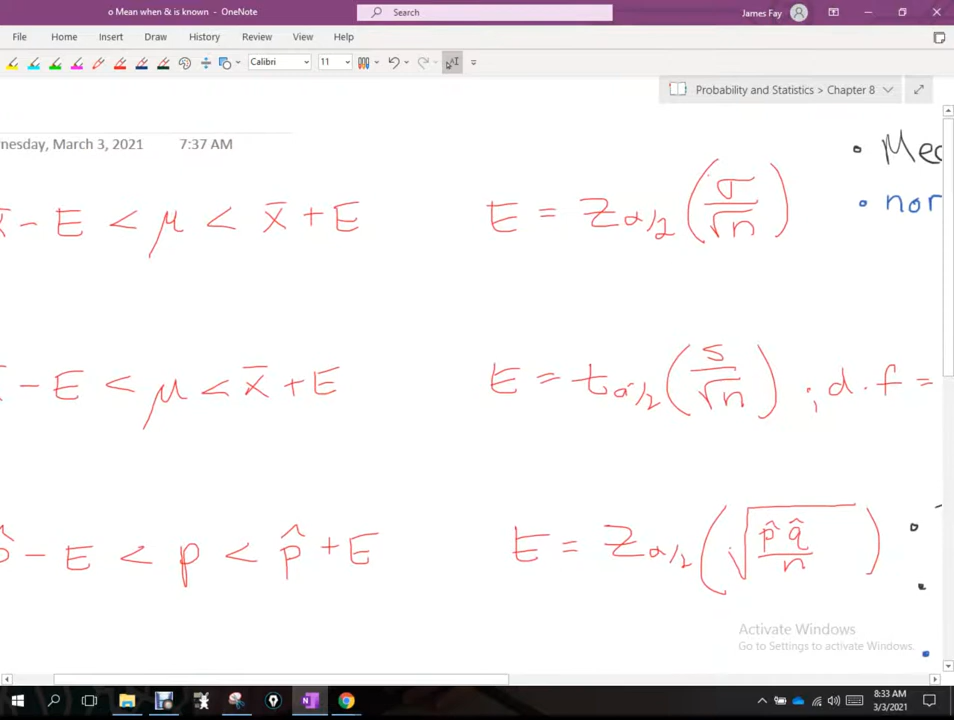 o Mean when & is known - OneNote
Search
James Fay
File Home Insert Draw History Review View Help
Calibri 11
Probability and Statistics > Chapter 8
nesday, March 3, 2021 7:37 AM
x̄ - E < μ < x̄ + E E = Zα/2 (σ/√n)
• Mec
• nor
x̄ - E < μ < x̄ + E E = tα/2 (s/√n) ; d.f =
p̂ - E < p < p̂ + E E = Zα/2 (√(p̂ q̂/n))
Activate Windows
Go to Settings to activate Windows.
8:33 AM
3/3/2021